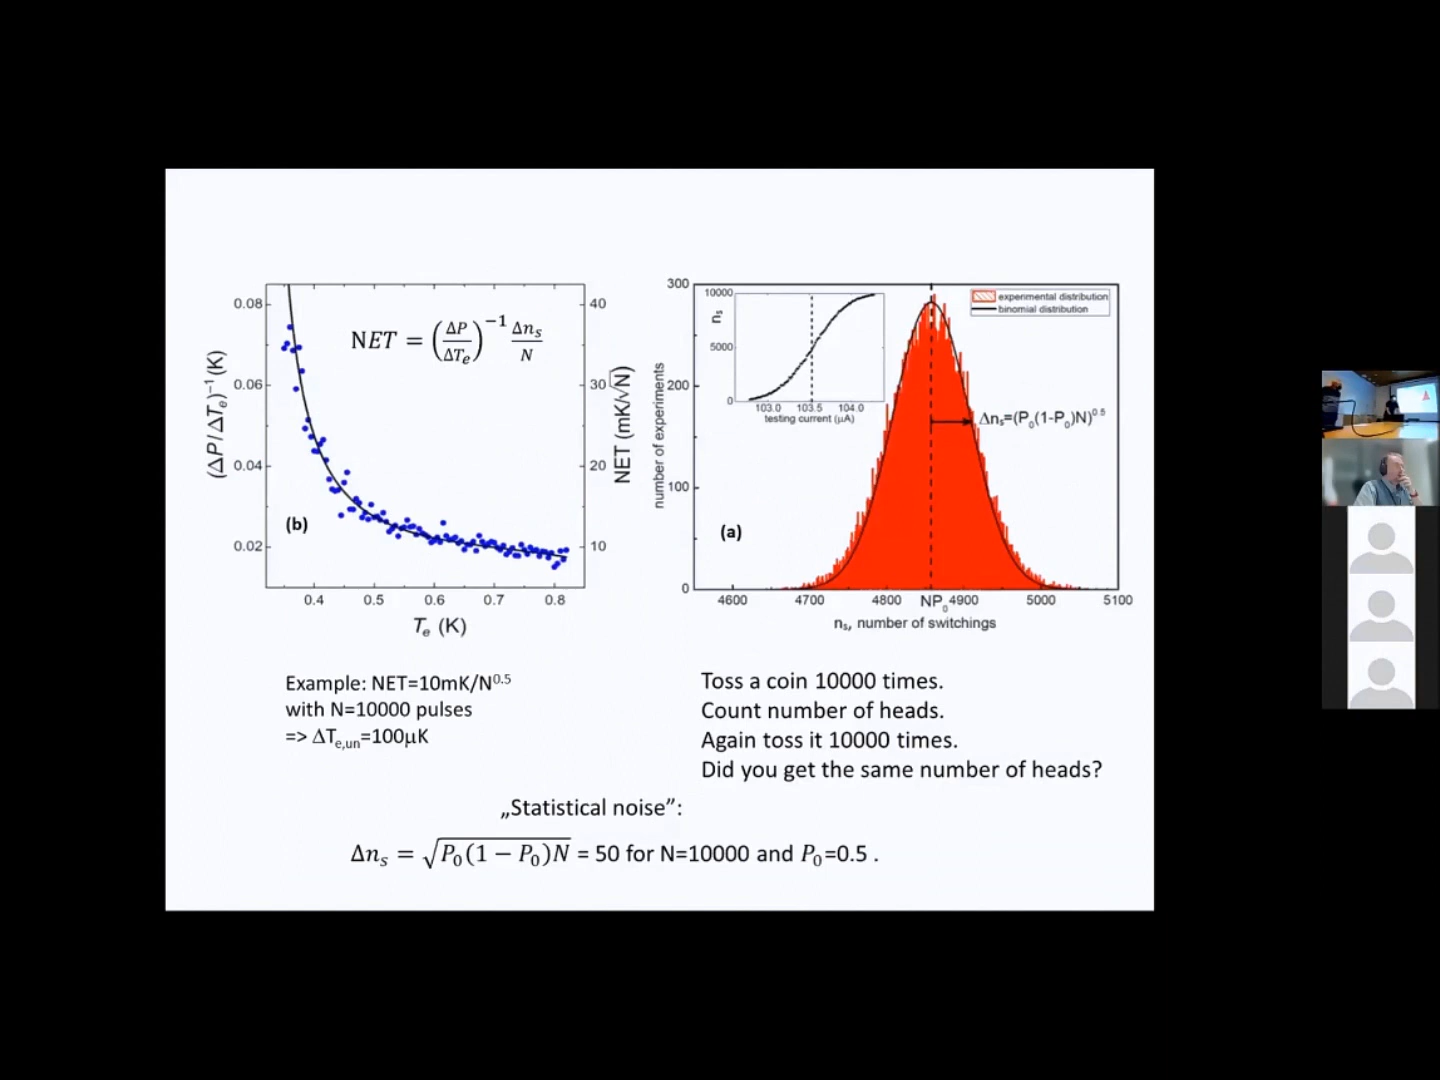 0.08
0.06
0.04
0.02
(ΔP/ΔTe)⁻¹(K)
NET = (ΔP/ΔTe)⁻¹ Δns/N
(b)
40
30
20
10
NET (mK/√N)
0.4 0.5 0.6 0.7 0.8
Te (K)
300
200
100
0
number of experiments
10000
5000
0
ns
103.0 103.5 104.0
testing current (μA)
experimental distribution
binomial distribution
Δns=(P0(1-P0)N)^0.5
(a)
4600 4700 4800 NP0 4900 5000 5100
ns, number of switchings
Example: NET=10mK/N^0.5
with N=10000 pulses
=> ΔTe,un=100μK
Toss a coin 10000 times.
Count number of heads.
Again toss it 10000 times.
Did you get the same number of heads?
„Statistical noise”:
Δns = √P0(1 − P0)N = 50 for N=10000 and P0=0.5 .